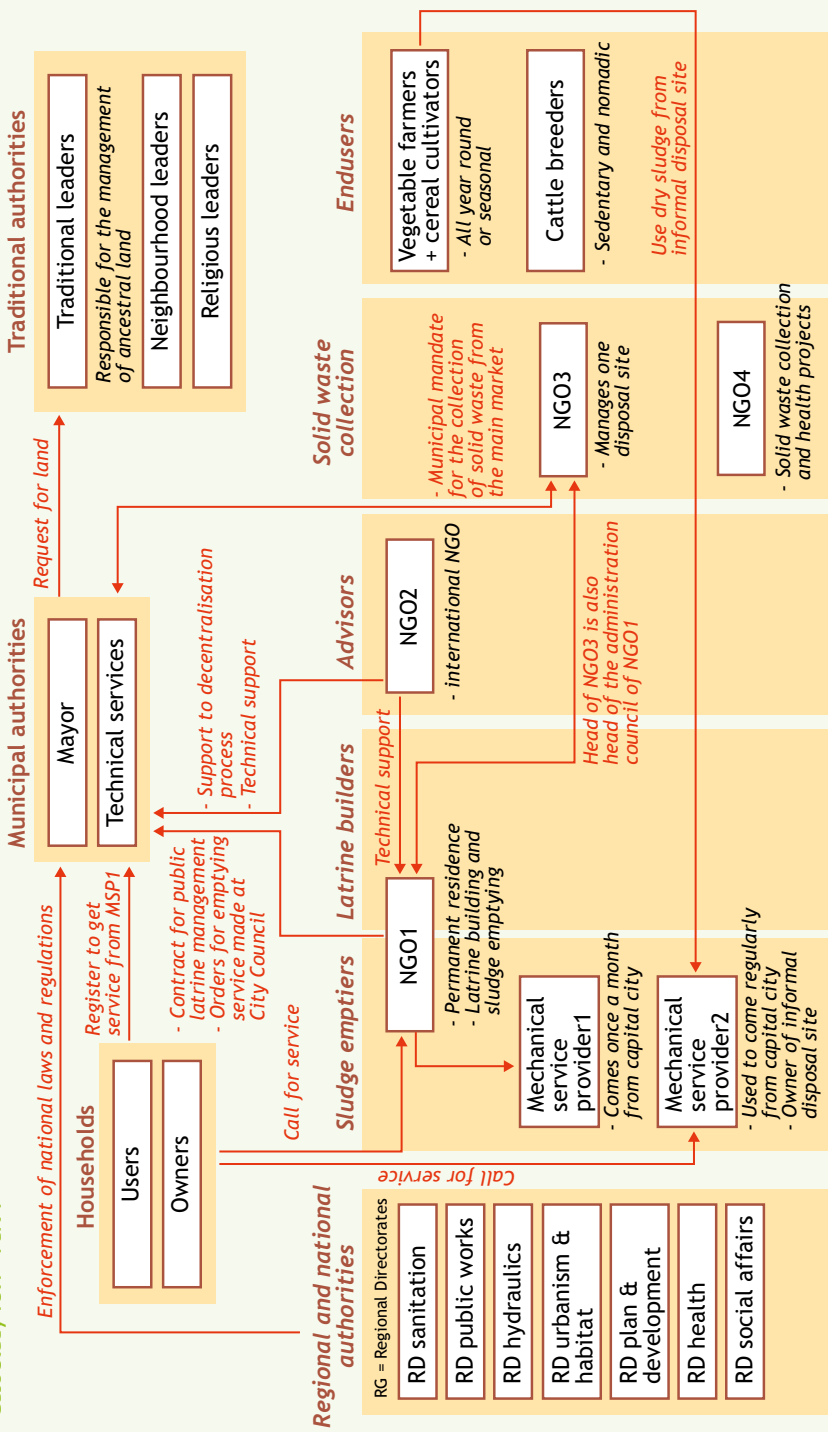 Enforcement of national laws and regulations
Households
Users
Owners
Register to get
service from MSP1
Municipal authorities
Mayor
Technical services
Request for land
Traditional authorities
Traditional leaders
Responsible for the management
of ancestral land
Neighbourhood leaders
Religious leaders
- Contract for public
latrine management
- Orders for emptying
service made at
City Council
- Support to decentralisation
process
- Technical support
Call for service
Call for service
Regional and national
authorities
RG = Regional Directorates
RD sanitation
RD public works
RD hydraulics
RD urbanism &
habitat
RD plan &
development
RD health
RD social affairs
Sludge emptiers
Latrine builders
NGO1
- Permanent residence
- Latrine building and
sludge emptying
Mechanical
service
provider1
- Comes once a month
from capital city
Mechanical
service
provider2
- Used to come regularly
from capital city
- Owner of informal
disposal site
Technical support
Advisors
NGO2
- international NGO
Head of NGO3 is also
head of the administration
council of NGO1
Solid waste
collection
- Municipal mandate
for the collection
of solid waste from
the main market
NGO3
- Manages one
disposal site
NGO4
- Solid waste collection
and health projects
Endusers
Vegetable farmers
+ cereal cultivators
- All year round
or seasonal
Cattle breeders
- Sedentary and nomadic
Use dry sludge from
informal disposal site